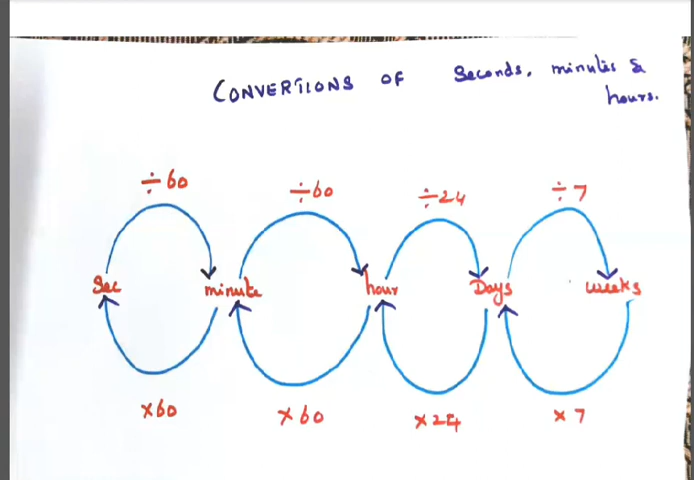 CONVERTIONS OF Seconds, minutes &
hours.
÷60 ÷60 ÷24 ÷7
Sec minute hour Days weeks
×60 ×60 ×24 ×7